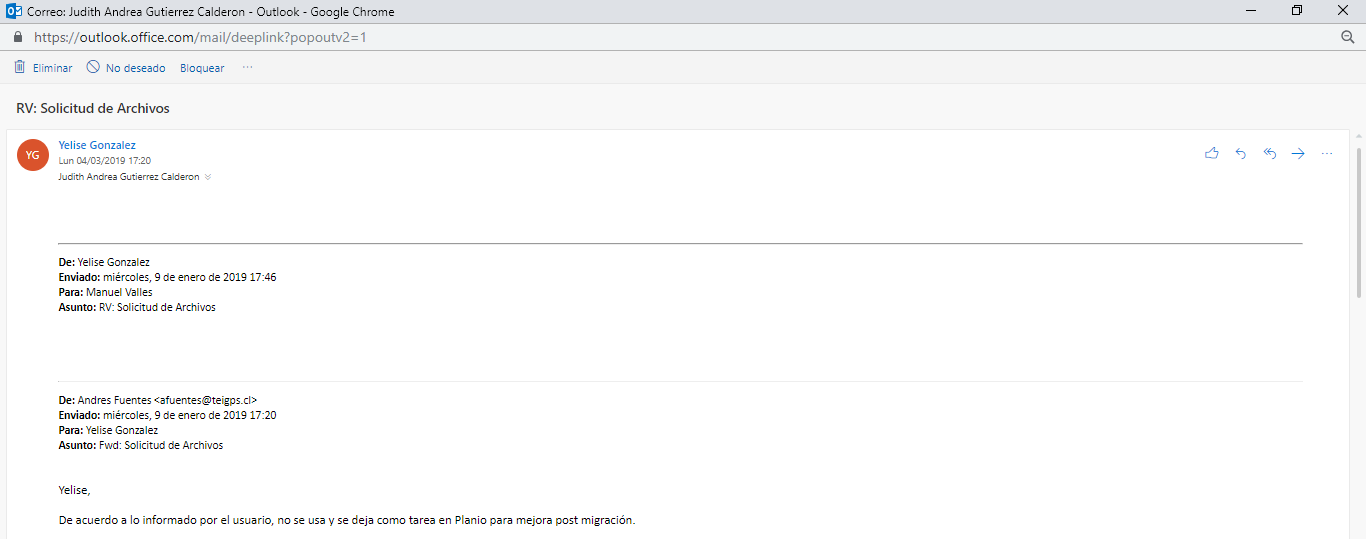 Correo: Judith Andrea Gutierrez Calderon - Outlook - Google Chrome
https://outlook.office.com/mail/deeplink?popoutv2=1
Eliminar No deseado Bloquear ...
RV: Solicitud de Archivos
YG
Yelise Gonzalez
Lun 04/03/2019 17:20
Judith Andrea Gutierrez Calderon
De: Yelise Gonzalez
Enviado: miércoles, 9 de enero de 2019 17:46
Para: Manuel Valles
Asunto: RV: Solicitud de Archivos
De: Andres Fuentes <afuentes@teigps.cl>
Enviado: miércoles, 9 de enero de 2019 17:20
Para: Yelise Gonzalez
Asunto: Fwd: Solicitud de Archivos
Yelise,
De acuerdo a lo informado por el usuario, no se usa y se deja como tarea en Planio para mejora post migración.